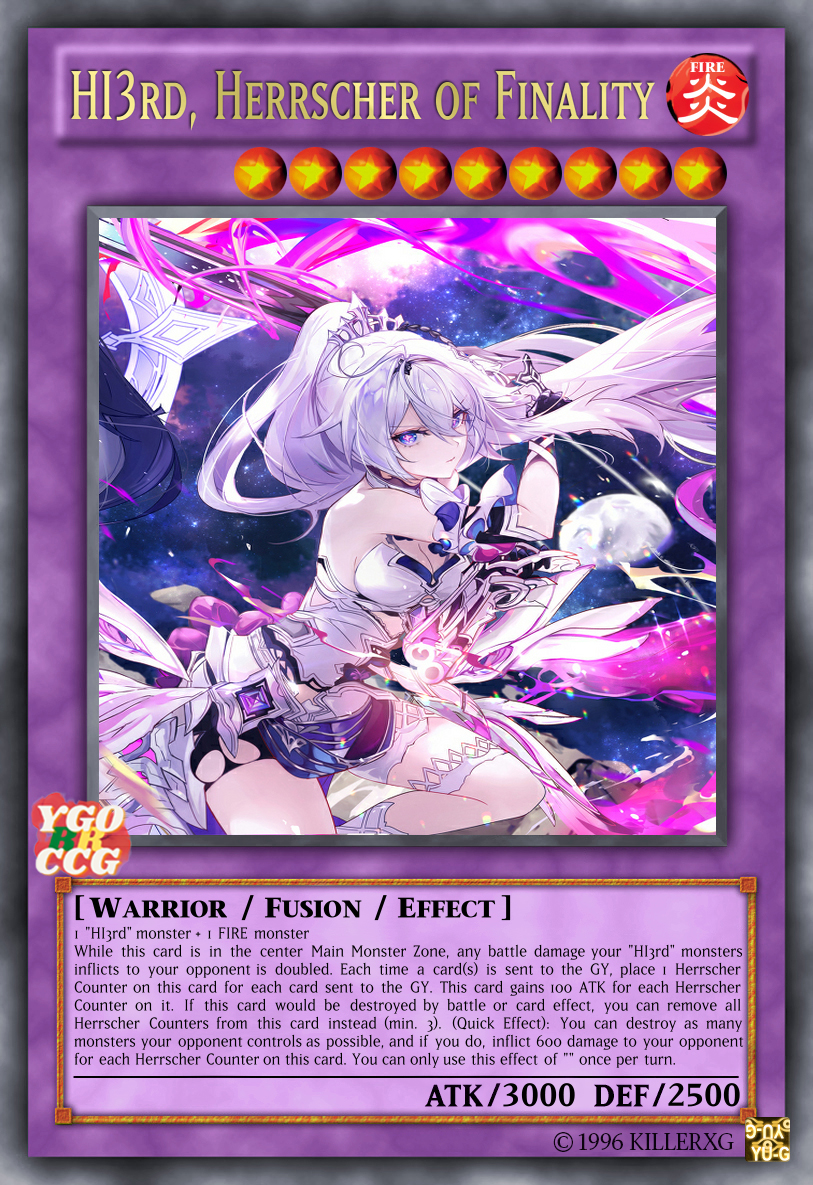 HI3rd, Herrscher of Finality
FIRE
炎
YGO
RR
CCG
[ Warrior / Fusion / Effect ]
1 "HI3rd" monster + 1 FIRE monster
While this card is in the center Main Monster Zone, any battle damage your "HI3rd" monsters
inflicts to your opponent is doubled. Each time a card(s) is sent to the GY, place 1 Herrscher
Counter on this card for each card sent to the GY. This card gains 100 ATK for each Herrscher
Counter on it. If this card would be destroyed by battle or card effect, you can remove all
Herrscher Counters from this card instead (min. 3). (Quick Effect): You can destroy as many
monsters your opponent controls as possible, and if you do, inflict 600 damage to your opponent
for each Herrscher Counter on this card. You can only use this effect of "" once per turn.
ATK/3000 DEF/2500
© 1996 KILLERXG